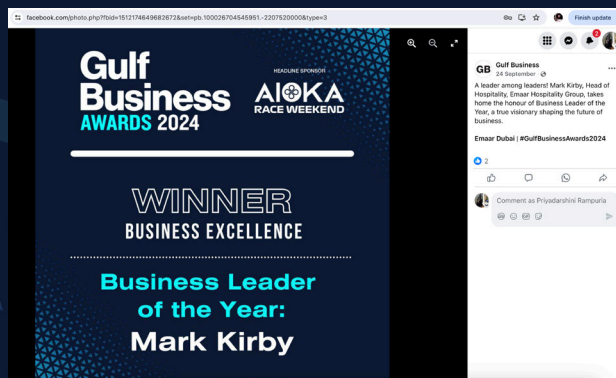 facebook.com/photo.php?fbid=1512174649682672&set=pb.100026704545951.-2207520000&type=3
Finish update
Gulf
Business
AWARDS 2024
HEADLINE SPONSOR
RACE WEEKEND
WINNER
BUSINESS EXCELLENCE
Business Leader
of the Year:
Mark Kirby
2
GB
Gulf Business
24 September
A leader among leaders! Mark Kirby, Head of
Hospitality, Emaar Hospitality Group, takes
home the honour of Business Leader of the
Year, a true visionary shaping the future of
business.
Emaar Dubai | #GulfBusinessAwards2024
2
Comment as Priyadarshini Rampuria
GIF